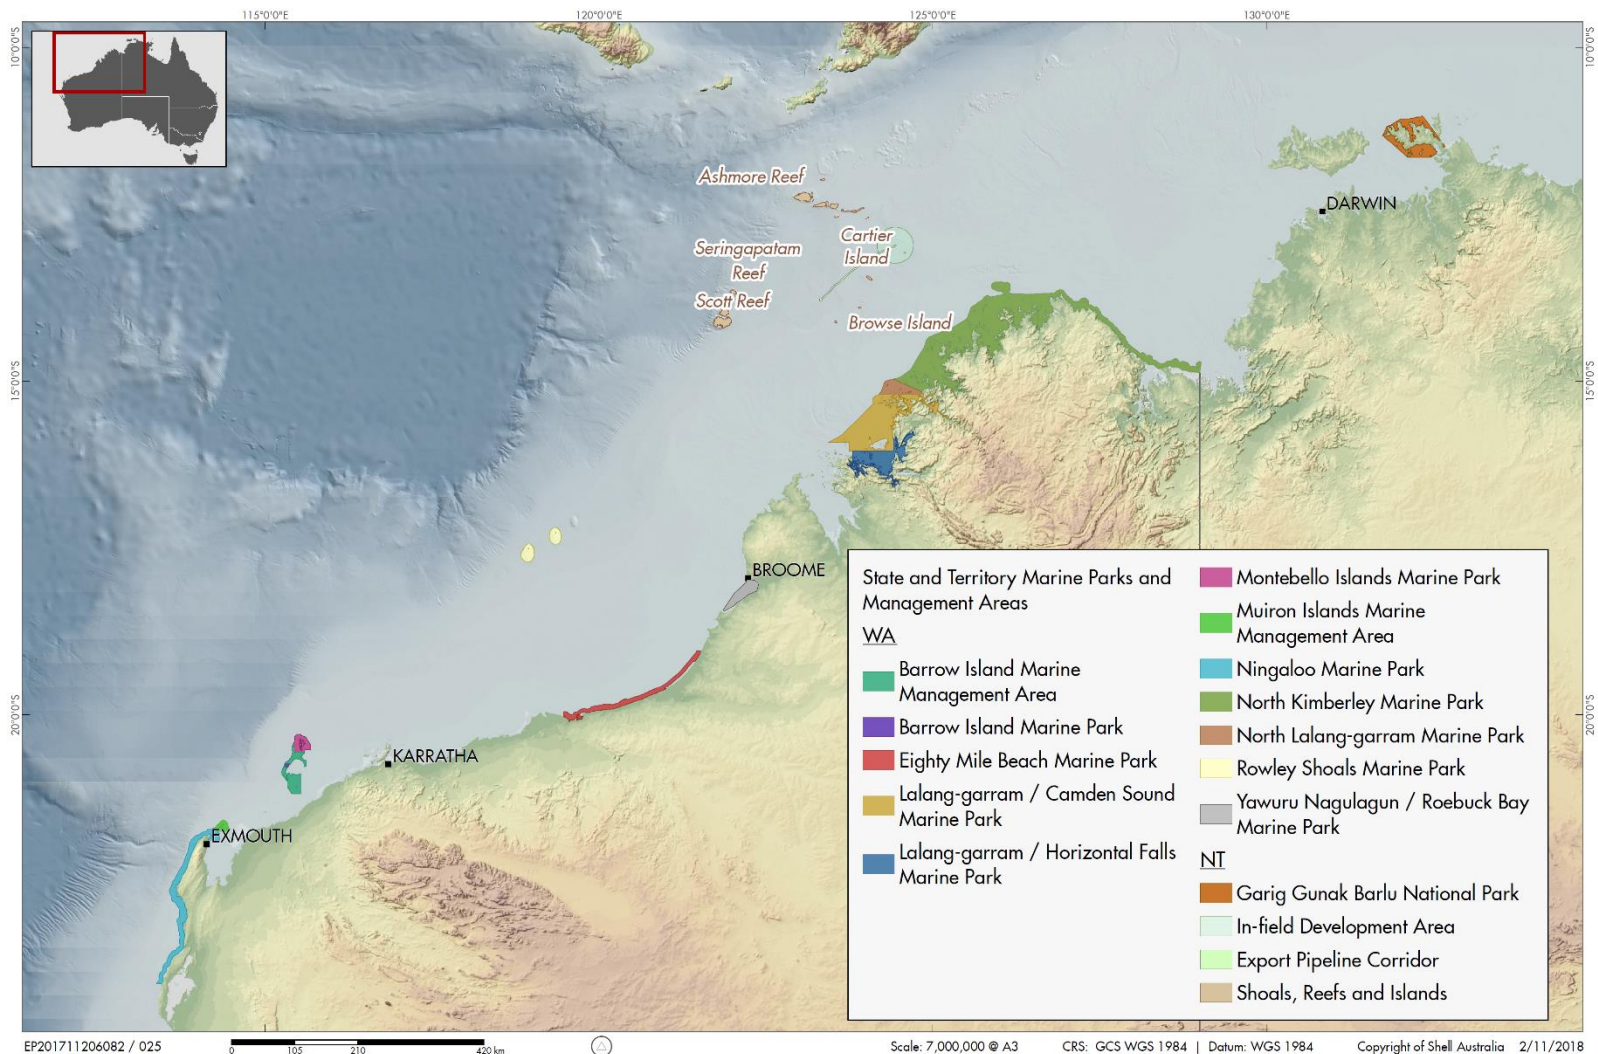 115°0'0"E
120°0'0"E
125°0'0"E
130°0'0"E
10°0'0"S
10°0'0"S
Ashmore Reef
DARWIN
Cartier
Island
Seringapatam
Reef
Scott Reef
Browse Island
15°0'0"S
15°0'0"S
BROOME
20°0'0"S
20°0'0"S
KARRATHA
EXMOUTH
State and Territory Marine Parks and
Management Areas
WA
Barrow Island Marine
Management Area
Barrow Island Marine Park
Eighty Mile Beach Marine Park
Lalang-garram / Camden Sound
Marine Park
Lalang-garram / Horizontal Falls
Marine Park
Montebello Islands Marine Park
Muiron Islands Marine
Management Area
Ningaloo Marine Park
North Kimberley Marine Park
North Lalang-garram Marine Park
Rowley Shoals Marine Park
Yawuru Nagulagun / Roebuck Bay
Marine Park
NT
Garig Gunak Barlu National Park
In-field Development Area
Export Pipeline Corridor
Shoals, Reefs and Islands
EP201711206082 / 025
0 105 210 420 km
Scale: 7,000,000 @ A3
CRS: GCS WGS 1984 | Datum: WGS 1984
Copyright of Shell Australia 2/11/2018